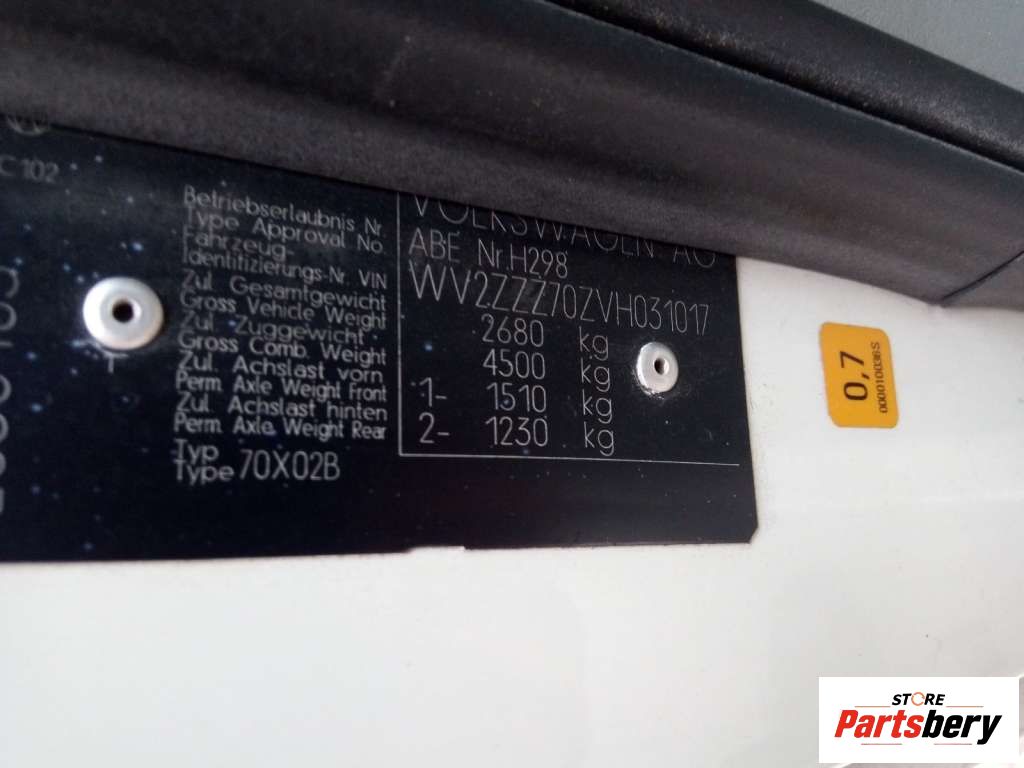 C102
Betriebserlaubnis Nr
Type Approval No.
Fahrzeug-
Identifizierungs-Nr. VIN
Zul. Gesamtgewicht
Gross Vehicle Weight
Zul. Zuggewicht
Gross Comb. Weight
Zul. Achslast vorn
Perm. Axle Weight Front
Zul. Achslast hinten
Perm. Axle Weight Rear
Typ
Type 70X02B
VOLKSWAGEN AG
ABE Nr.H298
WV2ZZZ70ZVH031017
2680 kg
4500 kg
1- 1510 kg
2- 1230 kg
0,7
000010036S
STORE
Partsbery